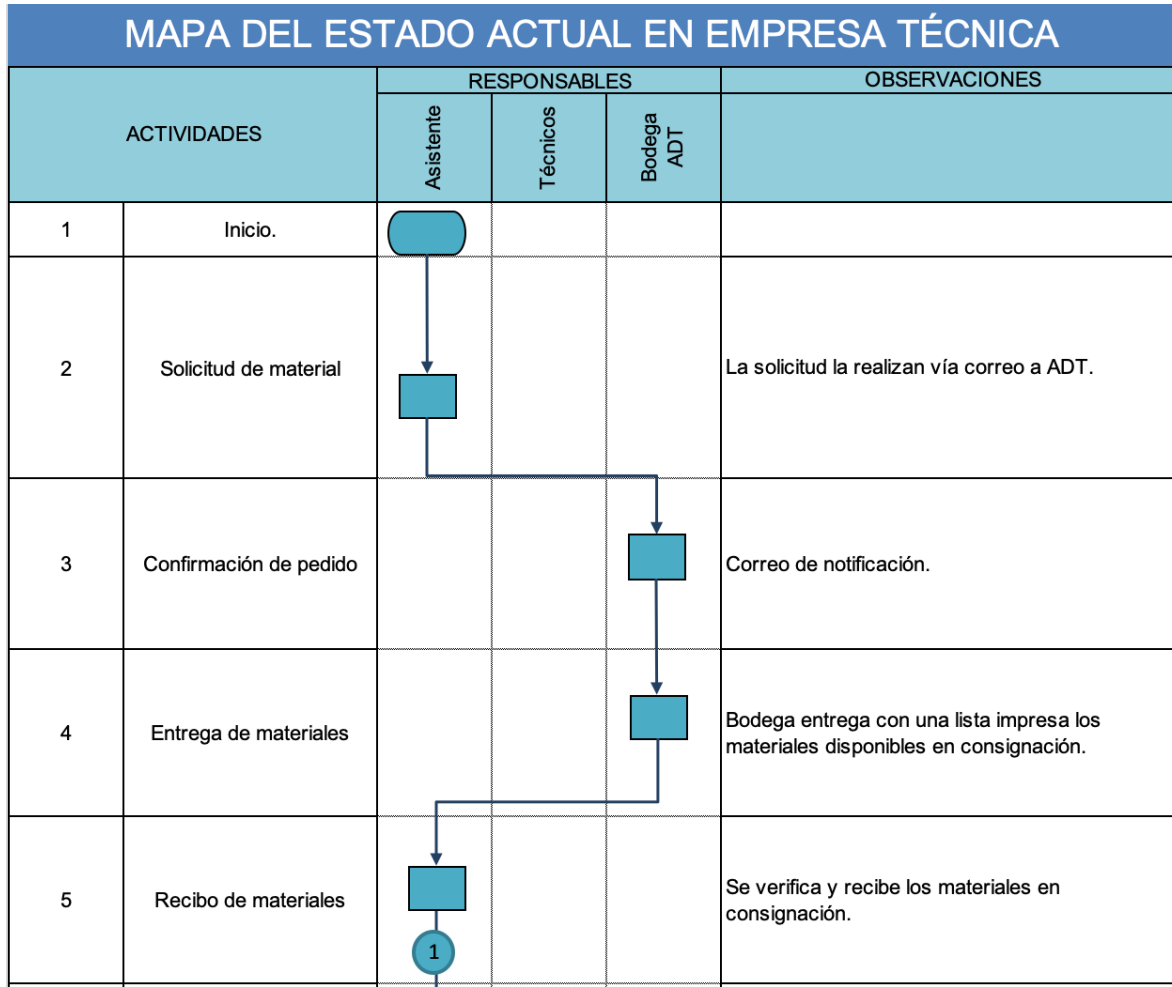 MAPA DEL ESTADO ACTUAL EN EMPRESA TÉCNICA
ACTIVIDADES
RESPONSABLES
OBSERVACIONES
Asistente
Técnicos
Bodega
ADT
1
Inicio.
2
Solicitud de material
La solicitud la realizan vía correo a ADT.
3
Confirmación de pedido
Correo de notificación.
4
Entrega de materiales
Bodega entrega con una lista impresa los
materiales disponibles en consignación.
5
Recibo de materiales
Se verifica y recibe los materiales en
consignación.
1